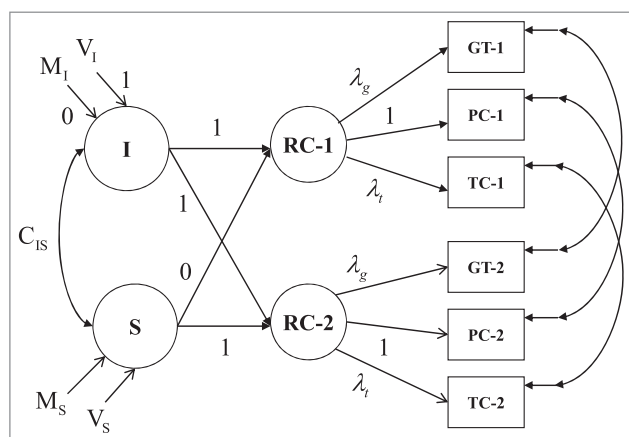 V_I
M_I
1
0
I
C_IS
S
M_S
V_S
1
1
0
1
RC-1
RC-2
λ_g
1
λ_t
λ_g
1
λ_t
GT-1
PC-1
TC-1
GT-2
PC-2
TC-2